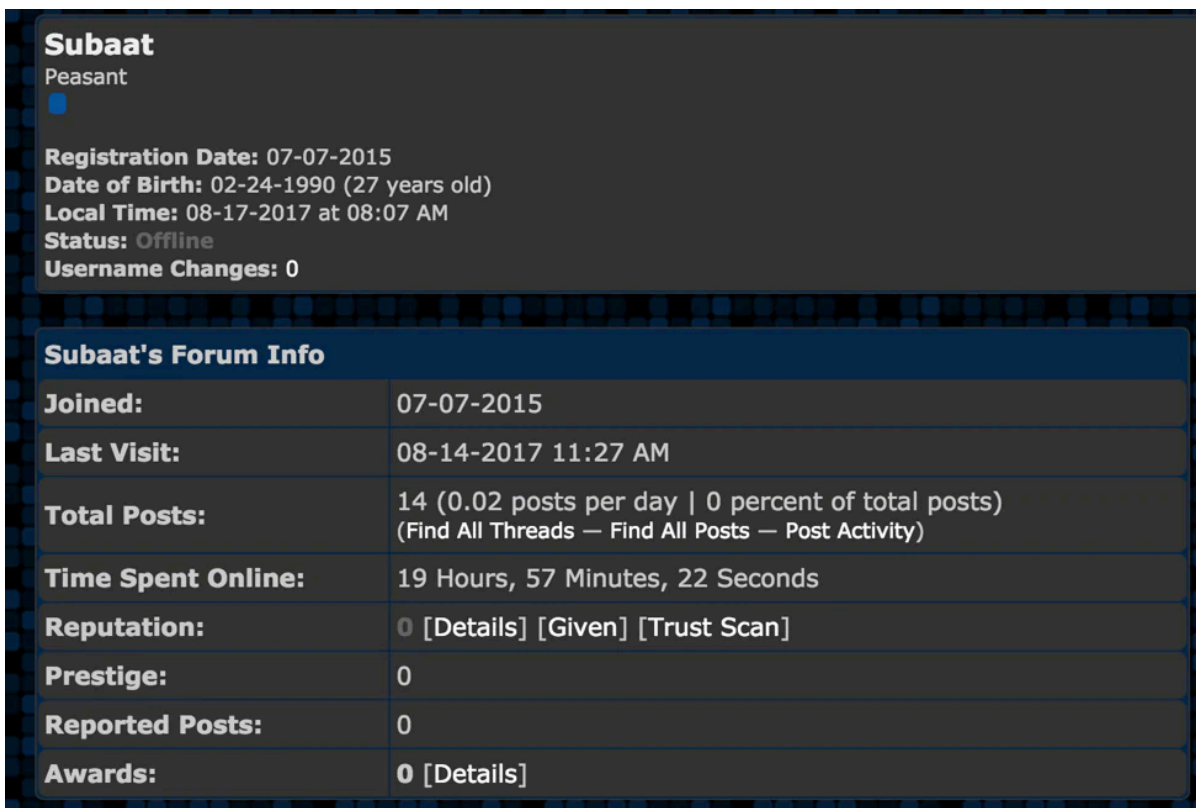 Subaat
Peasant
Registration Date: 07-07-2015
Date of Birth: 02-24-1990 (27 years old)
Local Time: 08-17-2017 at 08:07 AM
Status: Offline
Username Changes: 0
Subaat's Forum Info
Joined: 07-07-2015
Last Visit: 08-14-2017 11:27 AM
Total Posts: 14 (0.02 posts per day | 0 percent of total posts)
(Find All Threads — Find All Posts — Post Activity)
Time Spent Online: 19 Hours, 57 Minutes, 22 Seconds
Reputation: 0 [Details] [Given] [Trust Scan]
Prestige: 0
Reported Posts: 0
Awards: 0 [Details]